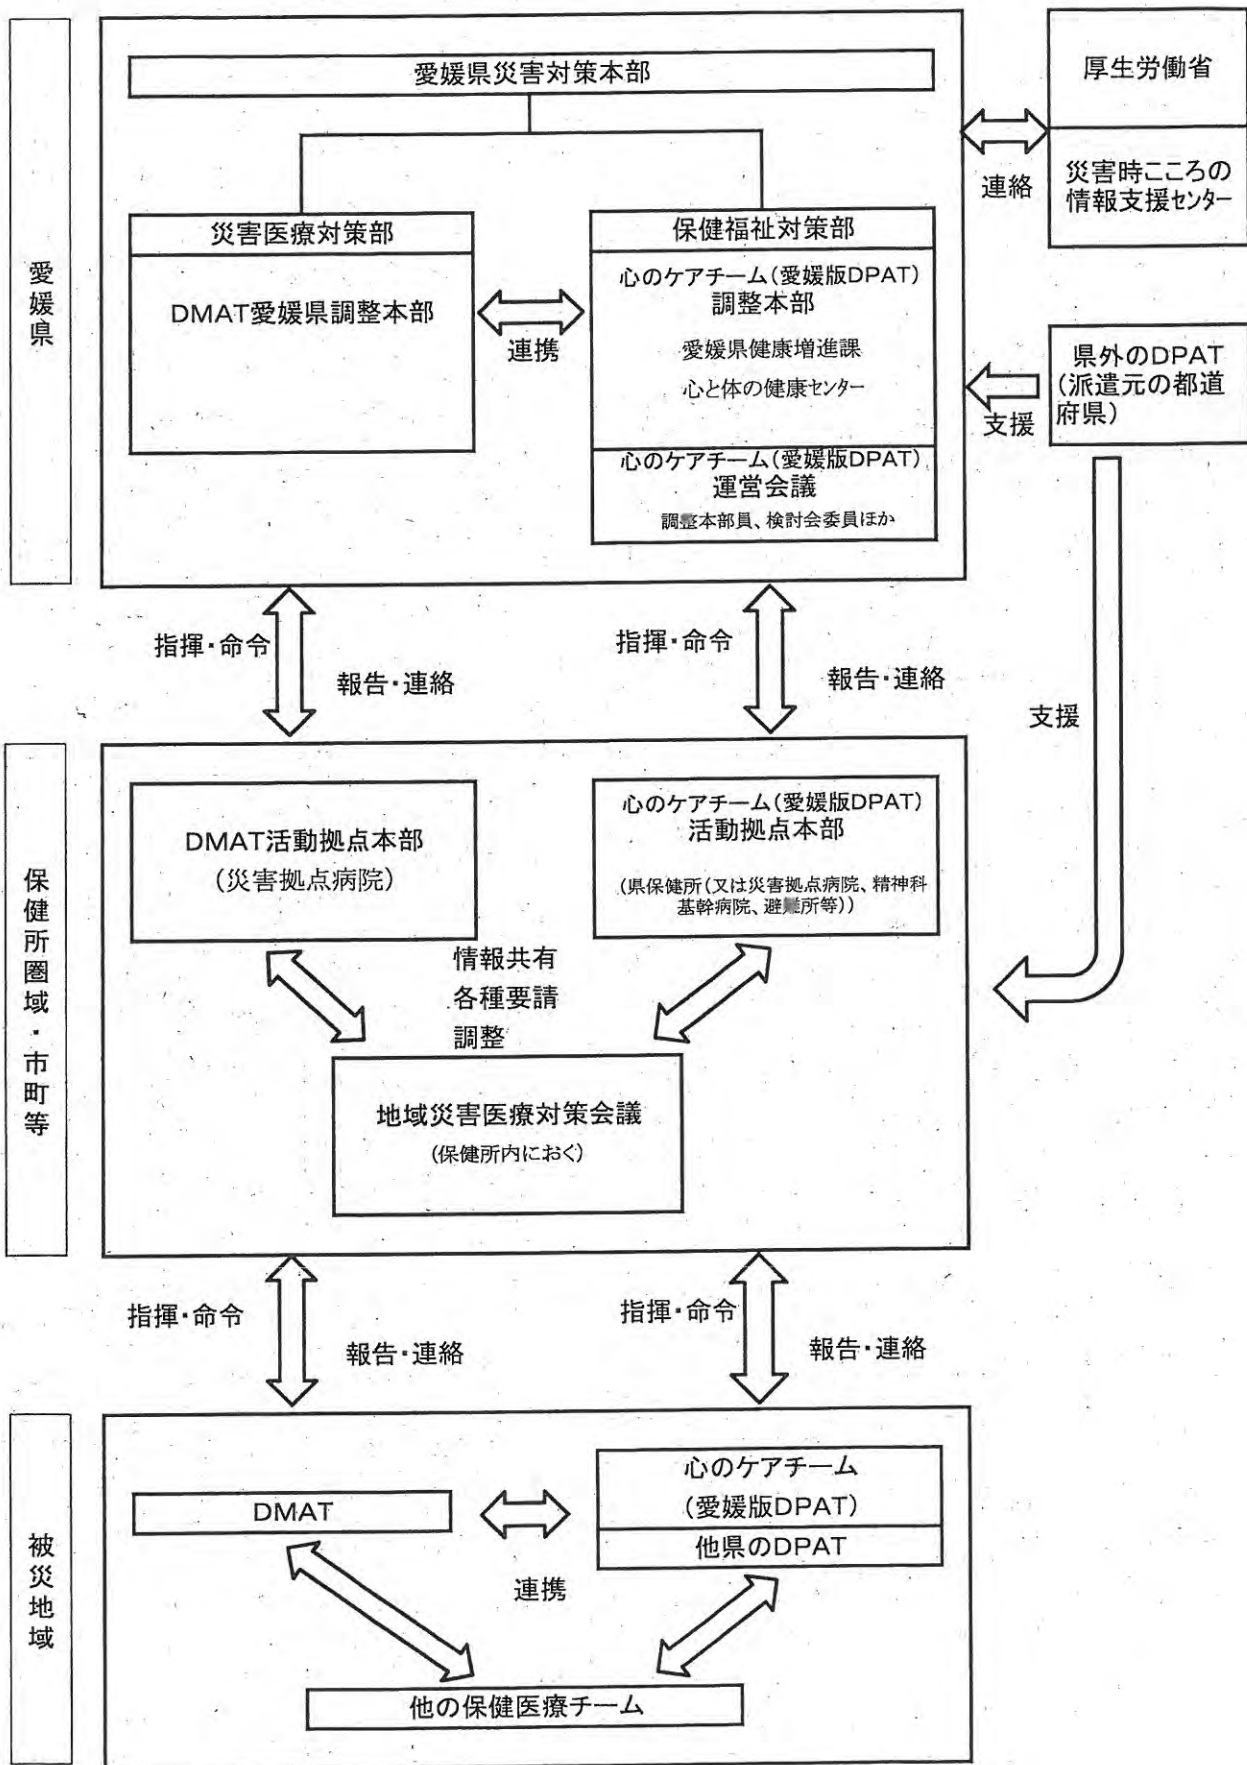 愛媛県
愛媛県災害対策本部
災害医療対策部
DMAT愛媛県調整本部
連携
保健福祉対策部
心のケアチーム(愛媛版DPAT)
調整本部
愛媛県健康増進課
心と体の健康センター
心のケアチーム(愛媛版DPAT)
運営会議
調整本部員、検討会委員ほか
厚生労働省
災害時こころの
情報支援センター
連絡
県外のDPAT
(派遣元の都道
府県)
支援
支援
指揮・命令
報告・連絡
指揮・命令
報告・連絡
保健所圏域・市町等
DMAT活動拠点本部
(災害拠点病院)
心のケアチーム(愛媛版DPAT)
活動拠点本部
(県保健所(又は災害拠点病院、精神科
基幹病院、避難所等))
情報共有
各種要請
調整
地域災害医療対策会議
(保健所内におく)
指揮・命令
報告・連絡
指揮・命令
報告・連絡
被災地域
DMAT
連携
心のケアチーム
(愛媛版DPAT)
他県のDPAT
他の保健医療チーム